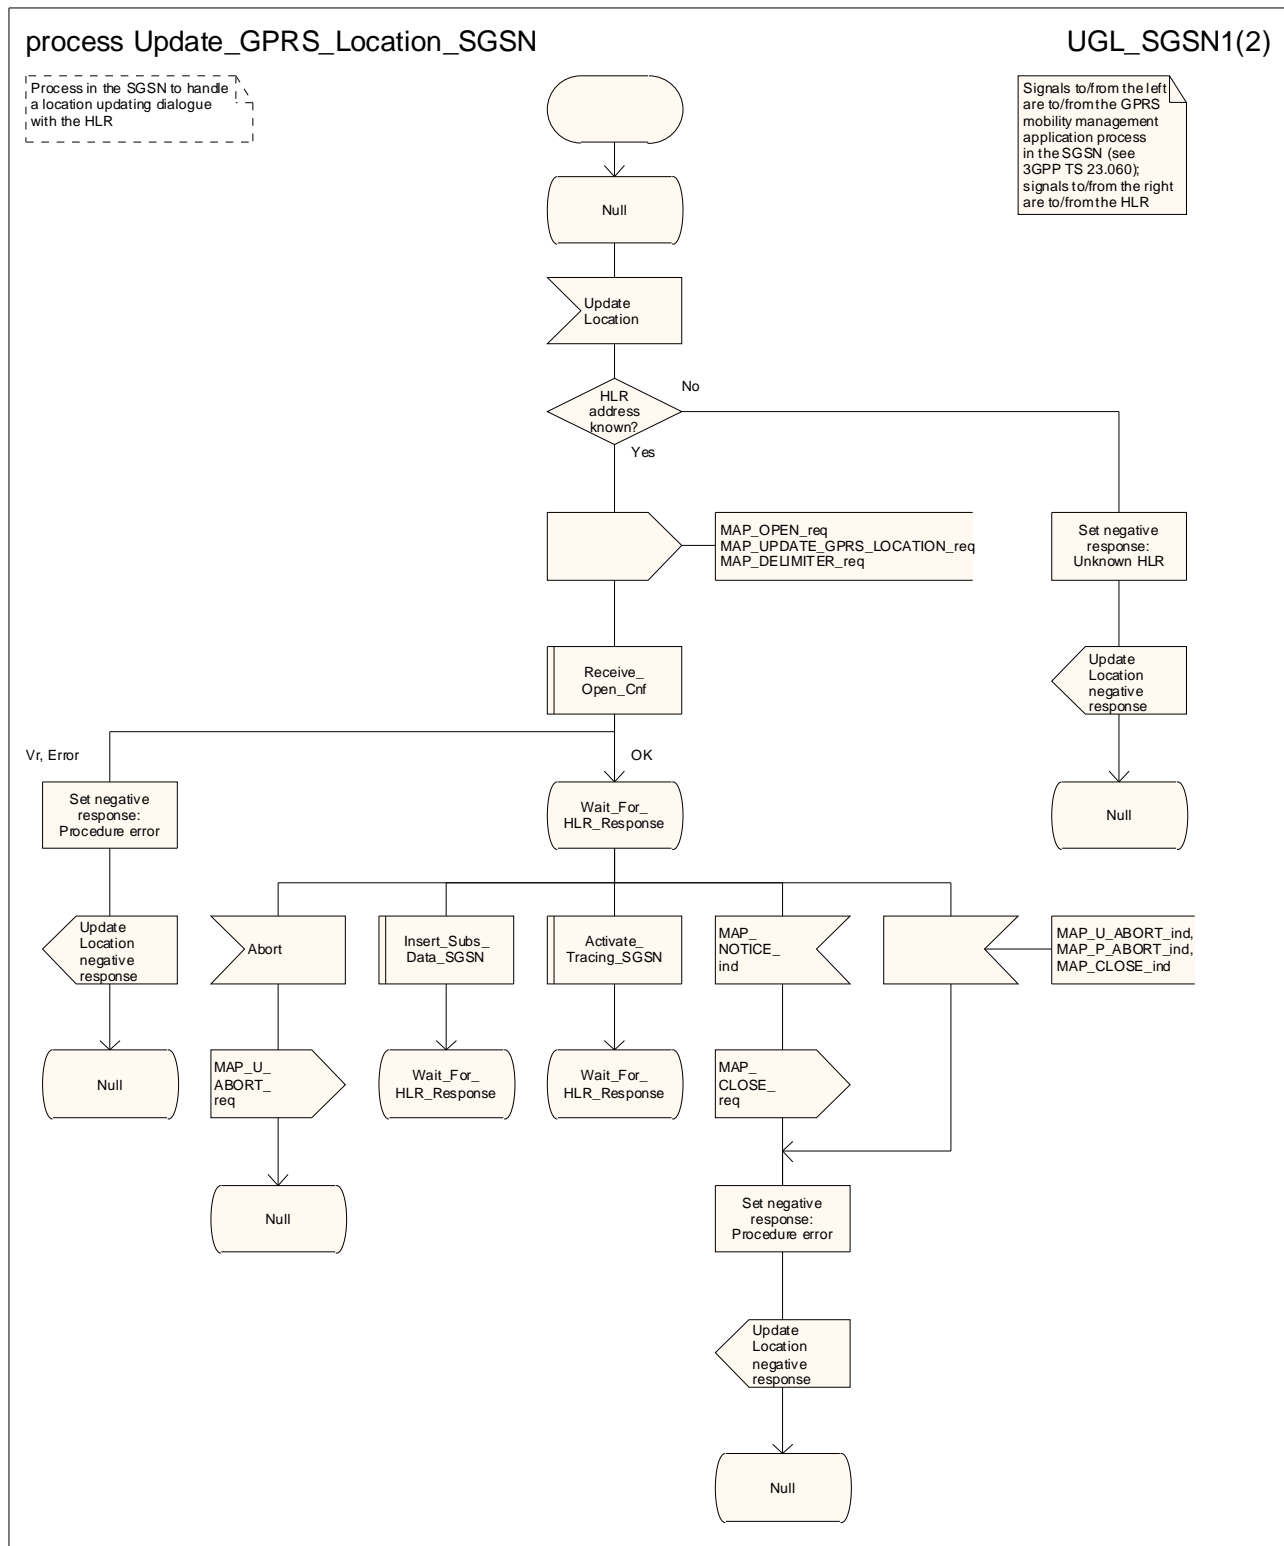 process Update_GPRS_Location_SGSN
UGL_SGSN1(2)
Process in the SGSN to handle
a location updating dialogue
with the HLR
Signals to/from the left
are to/from the GPRS
mobility management
application process
in the SGSN (see
3GPP TS 23.060);
signals to/from the right
are to/from the HLR
Null
Update
Location
HLR
address
known?
No
Yes
MAP_OPEN_req
MAP_UPDATE_GPRS_LOCATION_req
MAP_DELIMITER_req
Set negative
response:
Unknown HLR
Receive_
Open_Cnf
Update
Location
negative
response
Vr, Error
OK
Set negative
response:
Procedure error
Wait_For_
HLR_Response
Null
Update
Location
negative
response
Abort
Insert_Subs_
Data_SGSN
Activate_
Tracing_SGSN
MAP_
NOTICE_
ind
MAP_U_ABORT_ind,
MAP_P_ABORT_ind,
MAP_CLOSE_ind
Null
MAP_U_
ABORT_
req
Wait_For_
HLR_Response
Wait_For_
HLR_Response
MAP_
CLOSE_
req
Null
Set negative
response:
Procedure error
Update
Location
negative
response
Null